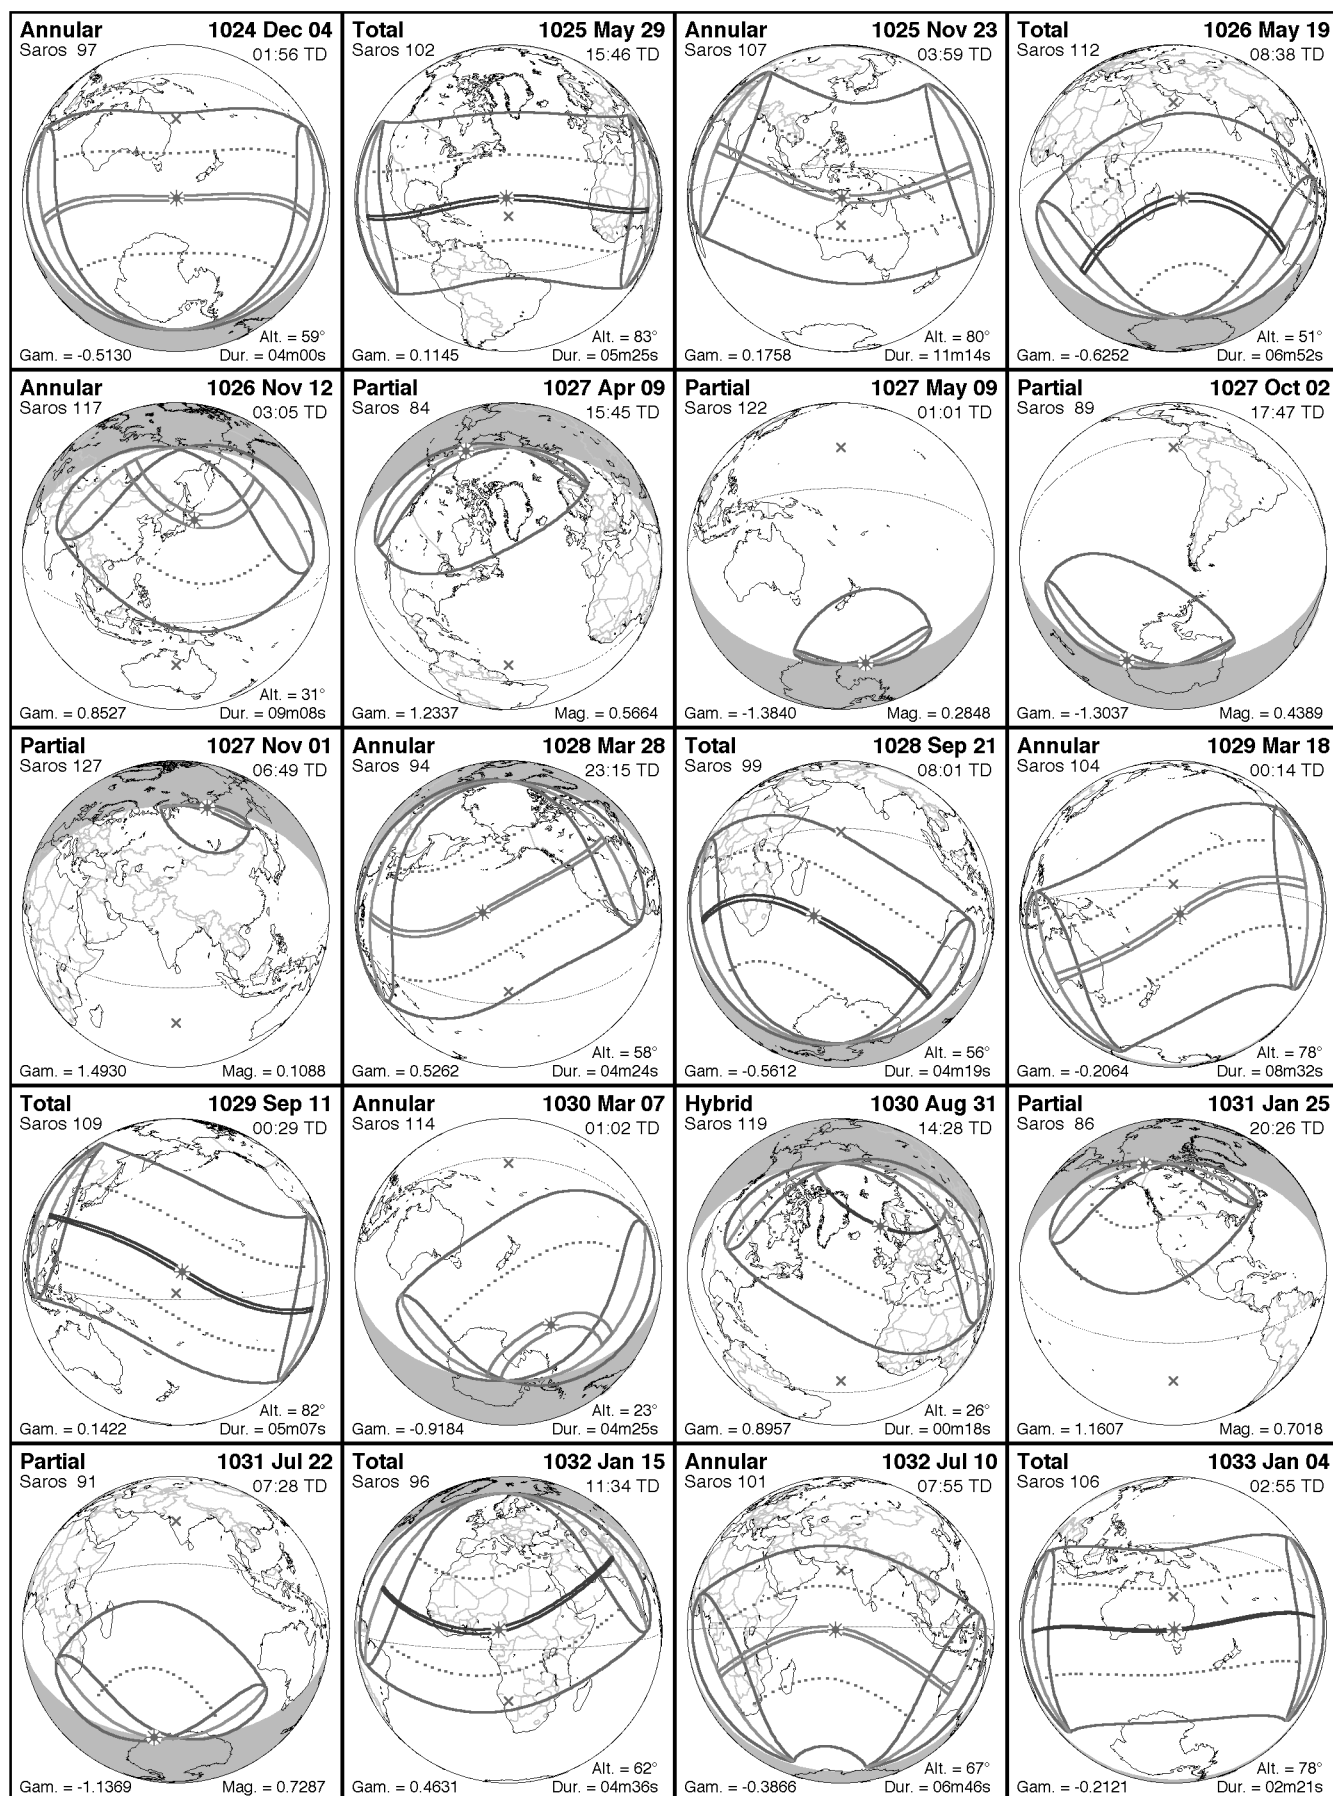 Annular 1024 Dec 04
Saros 97 01:56 TD
Alt. = 59°
Gam. = -0.5130 Dur. = 04m00s
Total 1025 May 29
Saros 102 15:46 TD
Alt. = 83°
Gam. = 0.1145 Dur. = 05m25s
Annular 1025 Nov 23
Saros 107 03:59 TD
Alt. = 80°
Gam. = 0.1758 Dur. = 11m14s
Total 1026 May 19
Saros 112 08:38 TD
Alt. = 51°
Gam. = -0.6252 Dur. = 06m52s
Annular 1026 Nov 12
Saros 117 03:05 TD
Alt. = 31°
Gam. = 0.8527 Dur. = 09m08s
Partial 1027 Apr 09
Saros 84 15:45 TD
Gam. = 1.2337 Mag. = 0.5664
Partial 1027 May 09
Saros 122 01:01 TD
Gam. = -1.3840 Mag. = 0.2848
Partial 1027 Oct 02
Saros 89 17:47 TD
Gam. = -1.3037 Mag. = 0.4389
Partial 1027 Nov 01
Saros 127 06:49 TD
Gam. = 1.4930 Mag. = 0.1088
Annular 1028 Mar 28
Saros 94 23:15 TD
Alt. = 58°
Gam. = 0.5262 Dur. = 04m24s
Total 1028 Sep 21
Saros 99 08:01 TD
Alt. = 56°
Gam. = -0.5612 Dur. = 04m19s
Annular 1029 Mar 18
Saros 104 00:14 TD
Alt. = 78°
Gam. = -0.2064 Dur. = 08m32s
Total 1029 Sep 11
Saros 109 00:29 TD
Alt. = 82°
Gam. = 0.1422 Dur. = 05m07s
Annular 1030 Mar 07
Saros 114 01:02 TD
Alt. = 23°
Gam. = -0.9184 Dur. = 04m25s
Hybrid 1030 Aug 31
Saros 119 14:28 TD
Alt. = 26°
Gam. = 0.8957 Dur. = 00m18s
Partial 1031 Jan 25
Saros 86 20:26 TD
Gam. = 1.1607 Mag. = 0.7018
Partial 1031 Jul 22
Saros 91 07:28 TD
Gam. = -1.1369 Mag. = 0.7287
Total 1032 Jan 15
Saros 96 11:34 TD
Alt. = 62°
Gam. = 0.4631 Dur. = 04m36s
Annular 1032 Jul 10
Saros 101 07:55 TD
Alt. = 67°
Gam. = -0.3866 Dur. = 06m46s
Total 1033 Jan 04
Saros 106 02:55 TD
Alt. = 78°
Gam. = -0.2121 Dur. = 02m21s